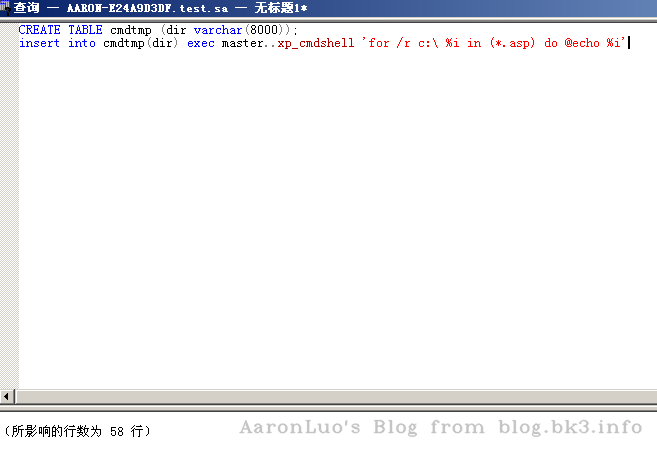 查询 — AARON-E24A9D3DF.test.sa — 无标题1*
CREATE TABLE cmdtmp (dir varchar(8000));
insert into cmdtmp(dir) exec master..xp_cmdshell 'for /r c:\ %i in (*.asp) do @echo %i'
(所影响的行数为 58 行)
AaronLuo's Blog from blog.bk3.info